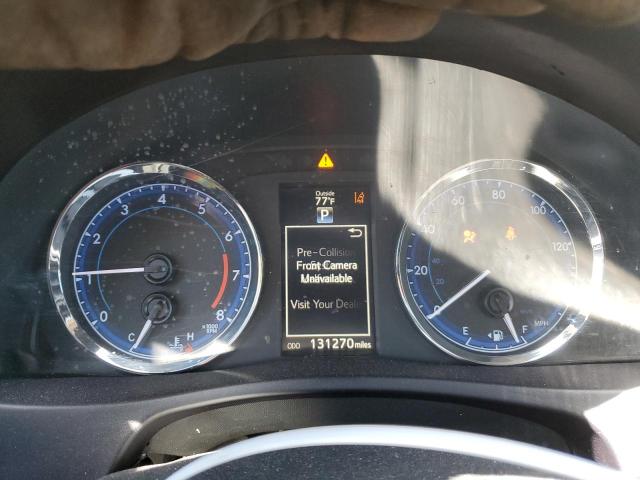 Outside
77°F
P
Pre-Collision
Front Camera
Unavailable
Visit Your Deale
ODO 131270 miles
0 1 2 3 4 5 6 7 8
x1000
RPM
C H
0 20 40 60 80 100 120
MPH
E F